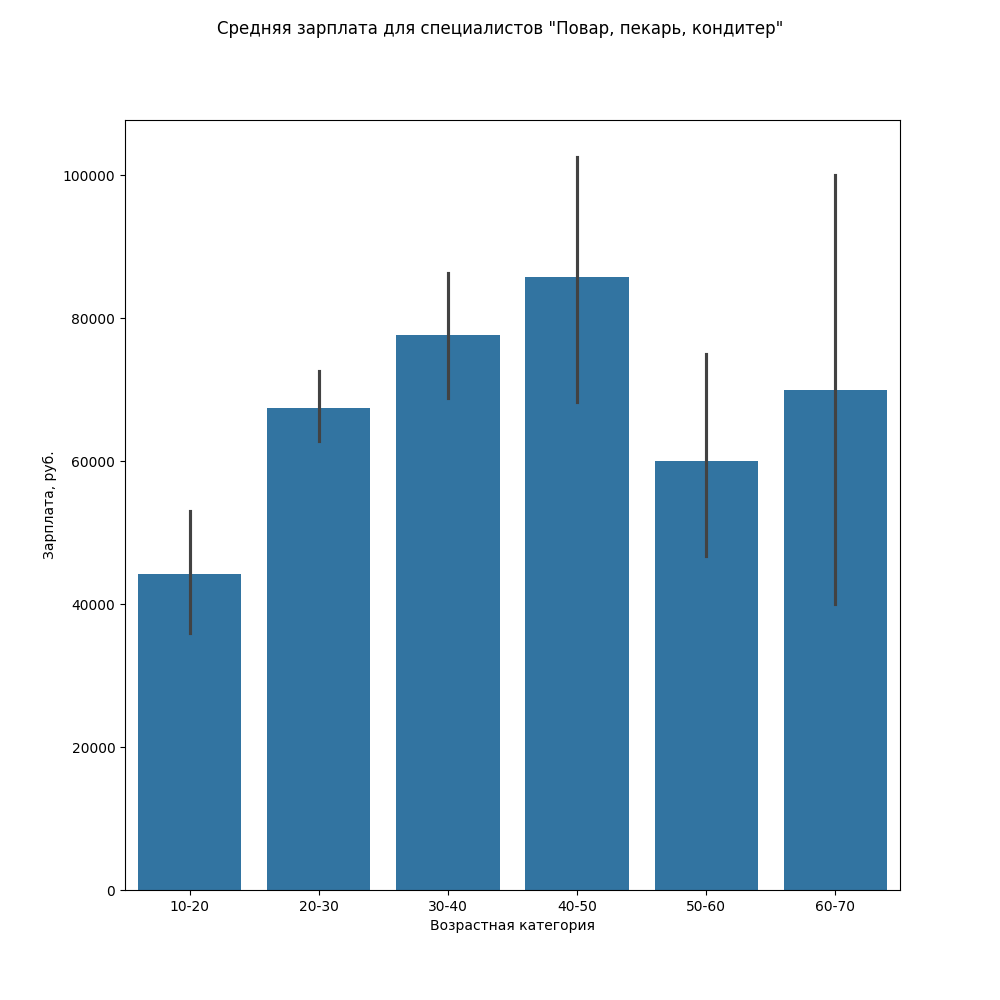 Средняя зарплата для специалистов "Повар, пекарь, кондитер"
100000
80000
60000
40000
20000
0
Зарплата, руб.
10-20 20-30 30-40 40-50 50-60 60-70
Возрастная категория